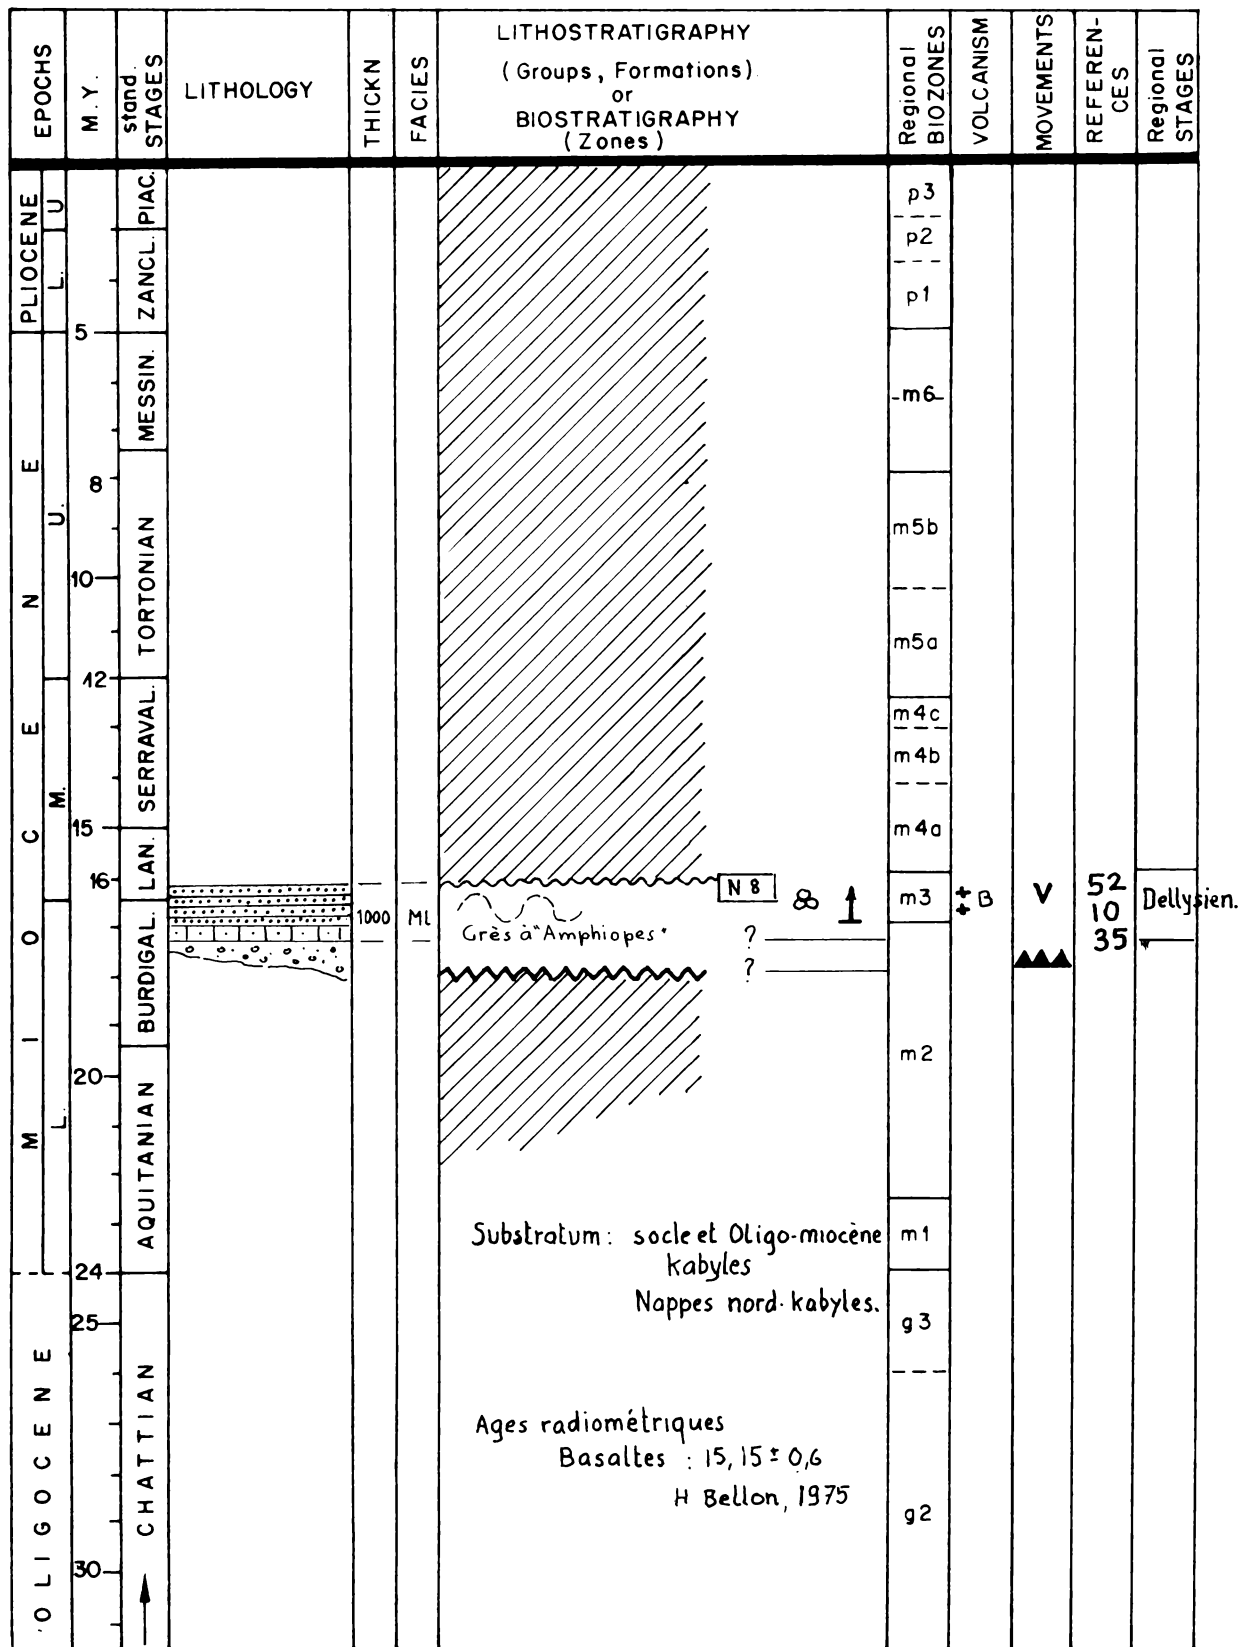 EPOCHS
M.Y.
stand.
STAGES
LITHOLOGY
THICKN
FACIES
LITHOSTRATIGRAPHY
(Groups, Formations)
or
BIOSTRATIGRAPHY
(Zones)
Regional
BIOZONES
VOLCANISM
MOVEMENTS
REFEREN-
CES
Regional
STAGES
PLIOCENE
U
L.
PIAC.
ZANCL.
5
MIOCENE
U.
M.
L.
MESSIN.
8
TORTONIAN
10
12
SERRAVAL.
15
LAN.
16
BURDIGAL.
20
AQUITANIAN
24
25
OLIGOCENE
CHATTIAN
30
1000
ML
N 8
Grès à "Amphiopes"
?
?
p3
p2
p1
m6
m5b
m5a
m4c
m4b
m4a
m3
m2
m1
g3
g2
B
V
52
10
35
Dellysien.
Substratum: socle et Oligo-miocène
kabyles
Nappes nord-kabyles.
Ages radiométriques
Basaltes : 15,15 ± 0,6
H Bellon, 1975